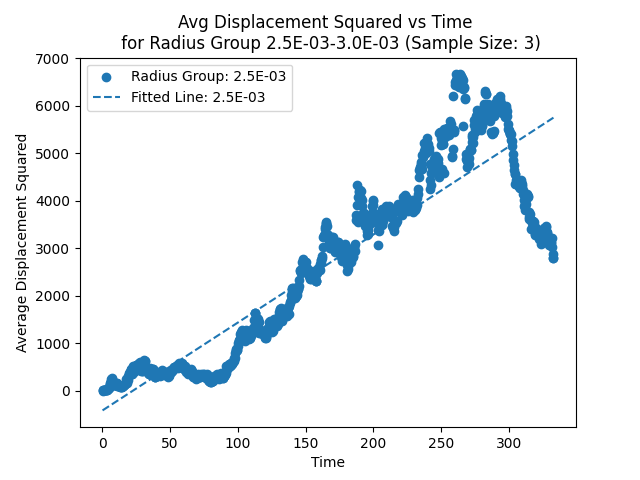 Avg Displacement Squared vs Time
for Radius Group 2.5E-03-3.0E-03 (Sample Size: 3)
Radius Group: 2.5E-03
Fitted Line: 2.5E-03
7000
6000
5000
4000
3000
2000
1000
0
Average Displacement Squared
0 50 100 150 200 250 300
Time